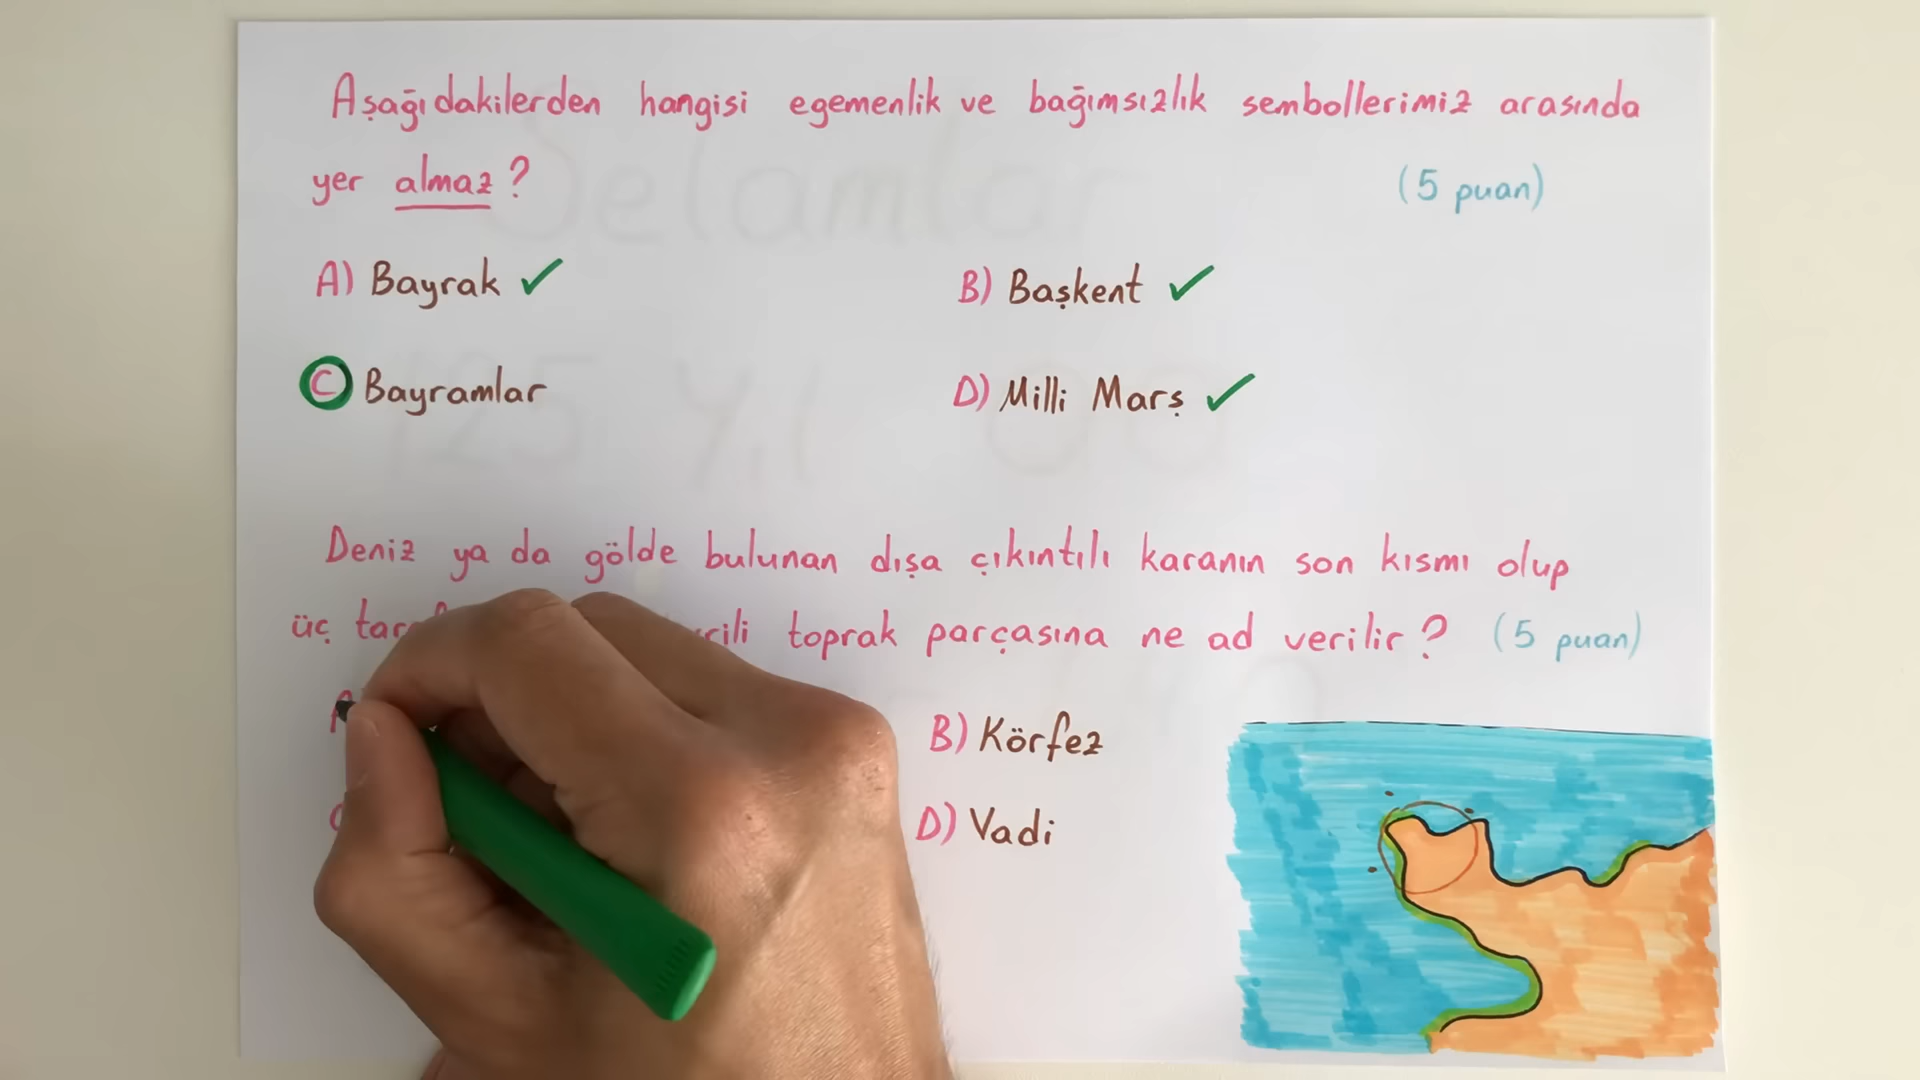 Aşağıdakilerden hangisi egemenlik ve bağımsızlık sembollerimiz arasında
yer almaz?
(5 puan)
A) Bayrak ✓
B) Başkent ✓
C Bayramlar
D) Milli Marş ✓
Deniz ya da gölde bulunan dışa çıkıntılı karanın son kısmı olup
üç toprak parçasına ne ad verilir? (5 puan)
B) Körfez
D) Vadi
Selamlar